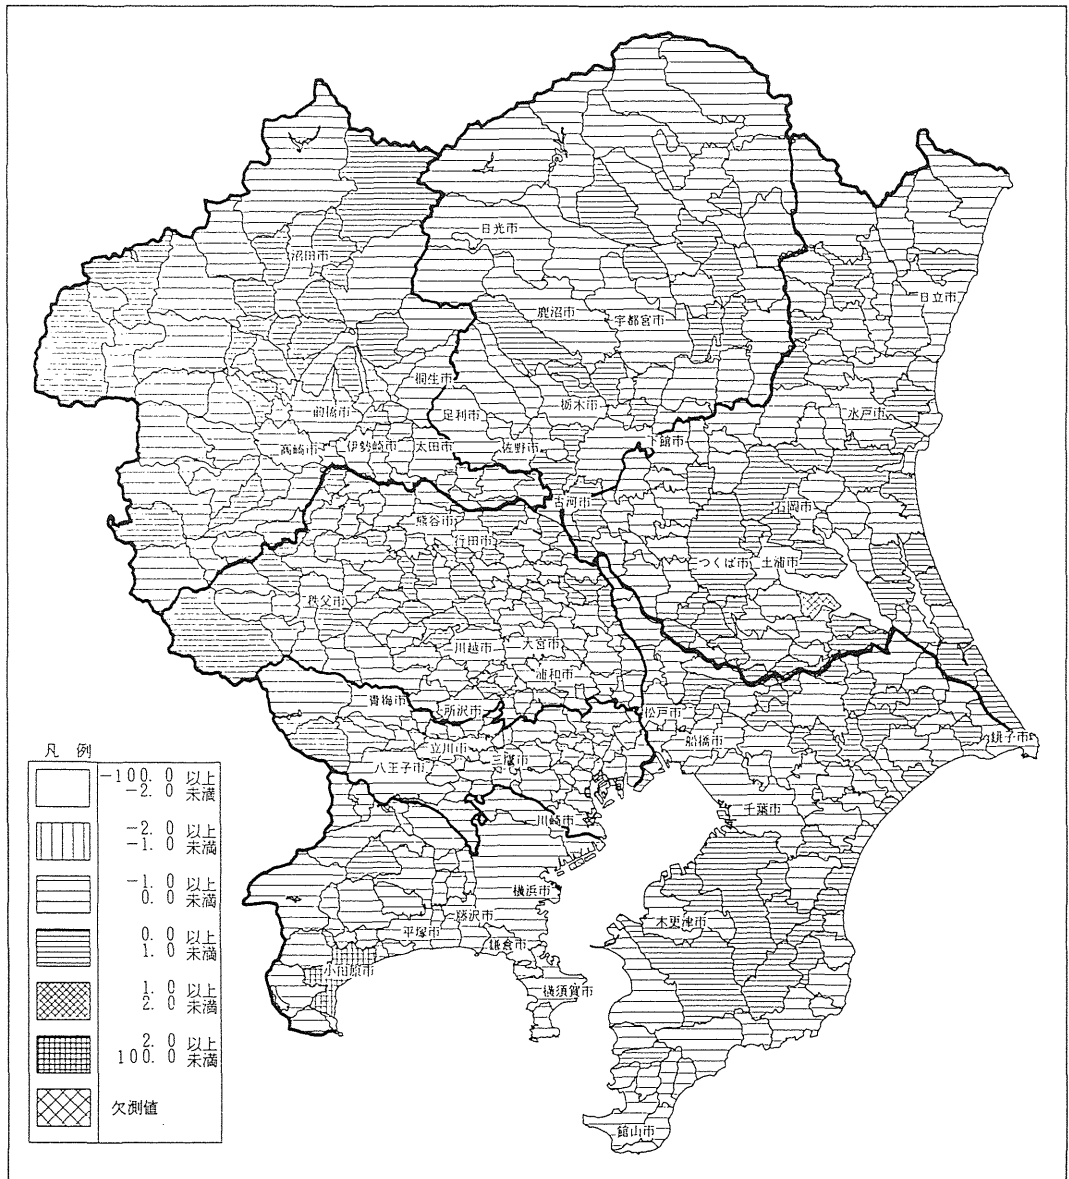 日光市
沼田市
日立市
鹿沼市
宇都宮市
桐生市
前橋市
足利市
栃木市
水戸市
高崎市
伊勢崎市
太田市
佐野市
下館市
古河市
石岡市
熊谷市
行田市
つくば市
土浦市
秩父市
川越市
大宮市
浦和市
青梅市
所沢市
松戸市
船橋市
銚子市
立川市
三鷹市
八王子市
千葉市
川崎市
横浜市
藤沢市
平塚市
鎌倉市
木更津市
小田原市
横須賀市
館山市
凡 例
-100.0 以上
-2.0 未満
-2.0 以上
-1.0 未満
-1.0 以上
0.0 未満
0.0 以上
1.0 未満
1.0 以上
2.0 未満
2.0 以上
100.0 未満
欠測値